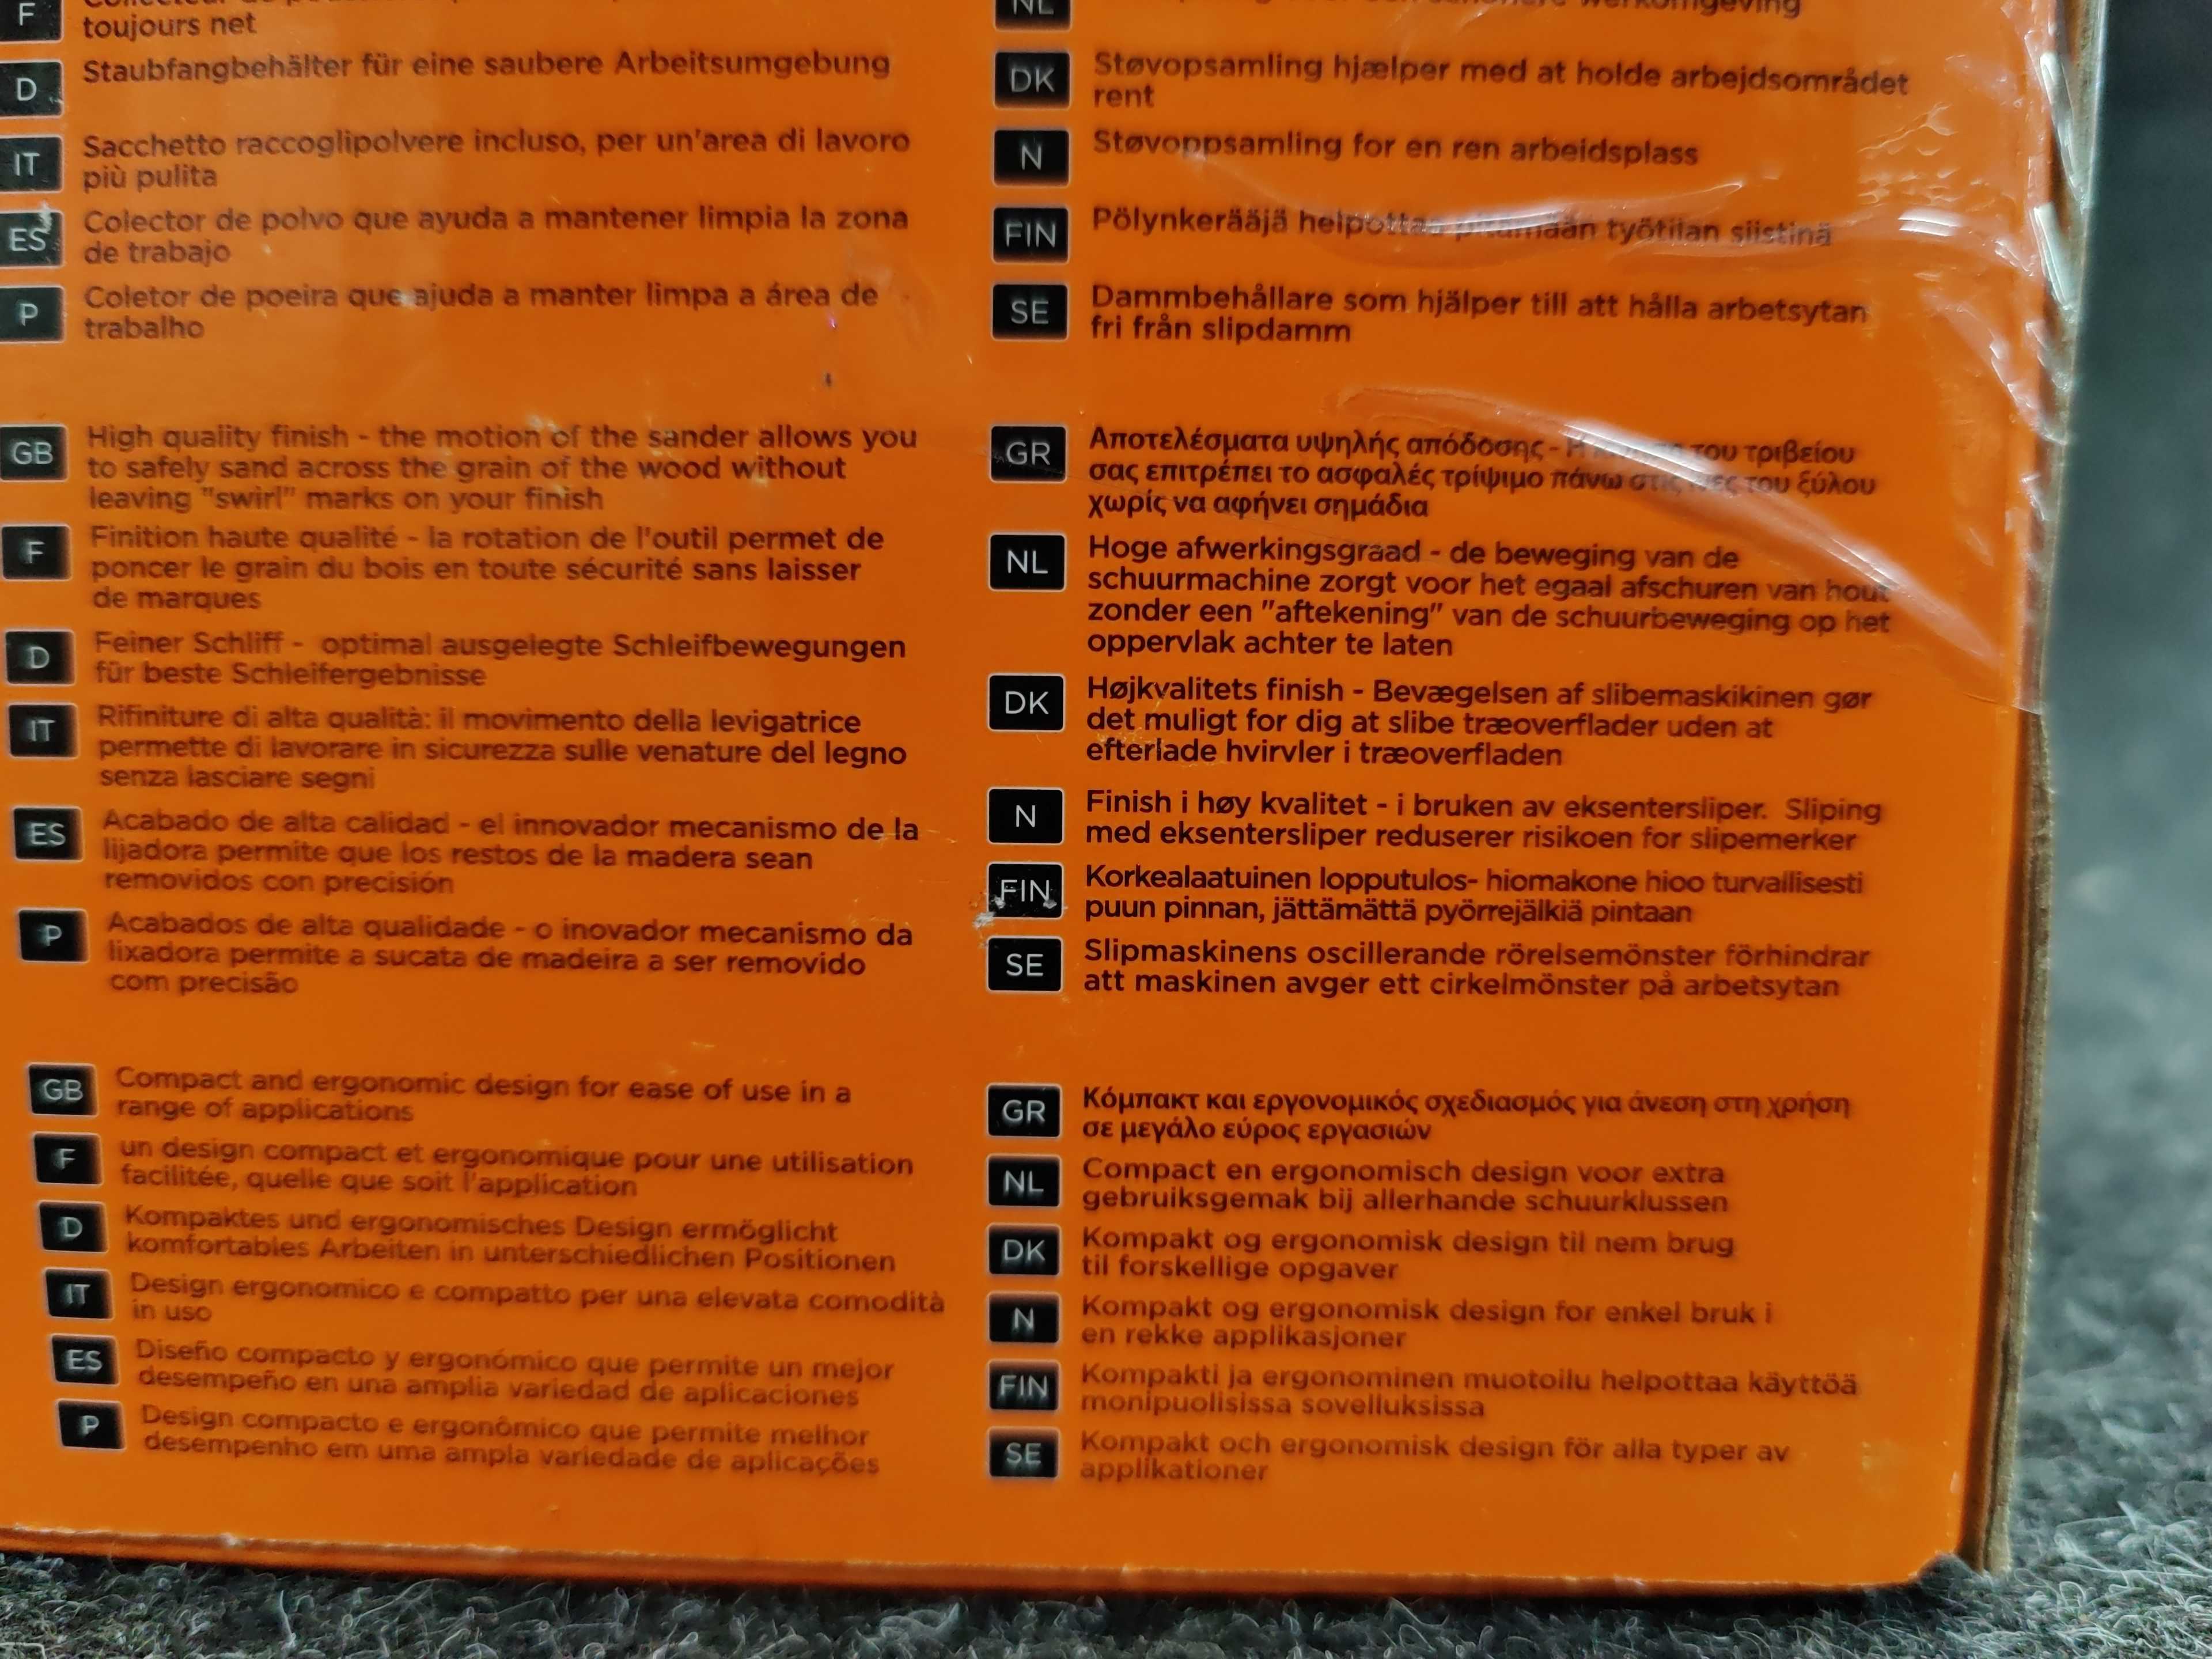 F
toujours net
D
Staubfangbehälter für eine saubere Arbeitsumgebung
IT
Sacchetto raccoglipolvere incluso, per un'area di lavoro
più pulita
ES
Colector de polvo que ayuda a mantener limpia la zona
de trabajo
P
Coletor de poeira que ajuda a manter limpa a área de
trabalho
GB
High quality finish - the motion of the sander allows you
to safely sand across the grain of the wood without
leaving "swirl" marks on your finish
F
Finition haute qualité - la rotation de l'outil permet de
poncer le grain du bois en toute sécurité sans laisser
de marques
D
Feiner Schliff - optimal ausgelegte Schleifbewegungen
für beste Schleifergebnisse
IT
Rifiniture di alta qualità: il movimento della levigatrice
permette di lavorare in sicurezza sulle venature del legno
senza lasciare segni
ES
Acabado de alta calidad - el innovador mecanismo de la
lijadora permite que los restos de la madera sean
removidos con precisión
P
Acabados de alta qualidade - o inovador mecanismo da
lixadora permite a sucata de madeira a ser removido
com precisão
GB
Compact and ergonomic design for ease of use in a
range of applications
F
un design compact et ergonomique pour une utilisation
facilitée, quelle que soit l'application
D
Kompaktes und ergonomisches Design ermöglicht
komfortables Arbeiten in unterschiedlichen Positionen
IT
Design ergonomico e compatto per una elevata comodità
in uso
ES
Diseño compacto y ergonómico que permite un mejor
desempeño en una amplia variedad de aplicaciones
P
Design compacto e ergonômico que permite melhor
desempenho em uma ampla variedade de aplicações
NL
werkomgeving
DK
Støvopsamling hjælper med at holde arbejdsområdet
rent
N
Støvoppsamling for en ren arbeidsplass
FIN
Pölynkerääjä helpottaa pitämään työtilan siistinä
SE
Dammbehållare som hjälper till att hålla arbetsytan
fri från slipdamm
GR
Αποτελέσματα υψηλής απόδοσης - Η του τριβείου
σας επιτρέπει το ασφαλές τρίψιμο πάνω στις ίνες του ξύλου
χωρίς να αφήνει σημάδια
NL
Hoge afwerkingsgraad - de beweging van de
schuurmachine zorgt voor het egaal afschuren van hout
zonder een "aftekening" van de schuurbeweging op het
oppervlak achter te laten
DK
Højkvalitets finish - Bevægelsen af slibemaskikinen gør
det muligt for dig at slibe træoverflader uden at
efterlade hvirvler i træoverfladen
N
Finish i høy kvalitet - i bruken av eksentersliper. Sliping
med eksentersliper reduserer risikoen for slipemerker
FIN
Korkealaatuinen lopputulos- hiomakone hioo turvallisesti
puun pinnan, jättämättä pyörrejälkiä pintaan
SE
Slipmaskinens oscillerande rörelsemönster förhindrar
att maskinen avger ett cirkelmönster på arbetsytan
GR
Κόμπακτ και εργονομικός σχεδιασμός για άνεση στη χρήση
σε μεγάλο εύρος εργασιών
NL
Compact en ergonomisch design voor extra
gebruiksgemak bij allerhande schuurklussen
DK
Kompakt og ergonomisk design til nem brug
til forskellige opgaver
N
Kompakt og ergonomisk design for enkel bruk i
en rekke applikasjoner
FIN
Kompakti ja ergonominen muotoilu helpottaa käyttöä
monipuolisissa sovelluksissa
SE
Kompakt och ergonomisk design för alla typer av
applikationer